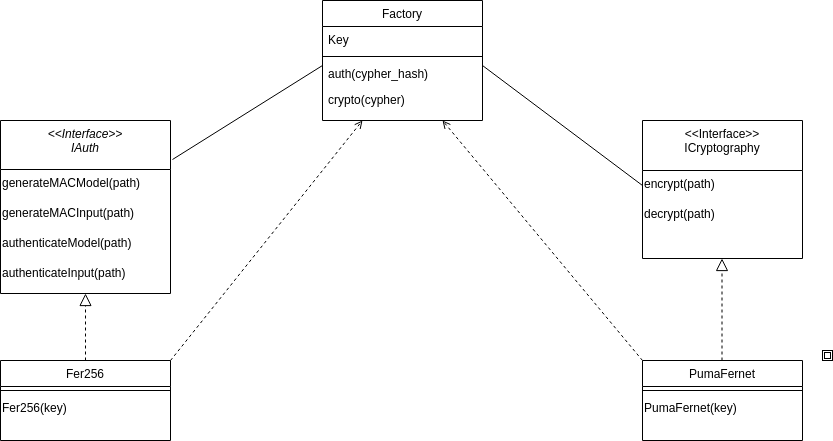 Factory
Key
auth(cypher_hash)
crypto(cypher)
<<Interface>>
IAuth
generateMACModel(path)
generateMACInput(path)
authenticateModel(path)
authenticateInput(path)
<<Interface>>
ICryptography
encrypt(path)
decrypt(path)
Fer256
Fer256(key)
PumaFernet
PumaFernet(key)